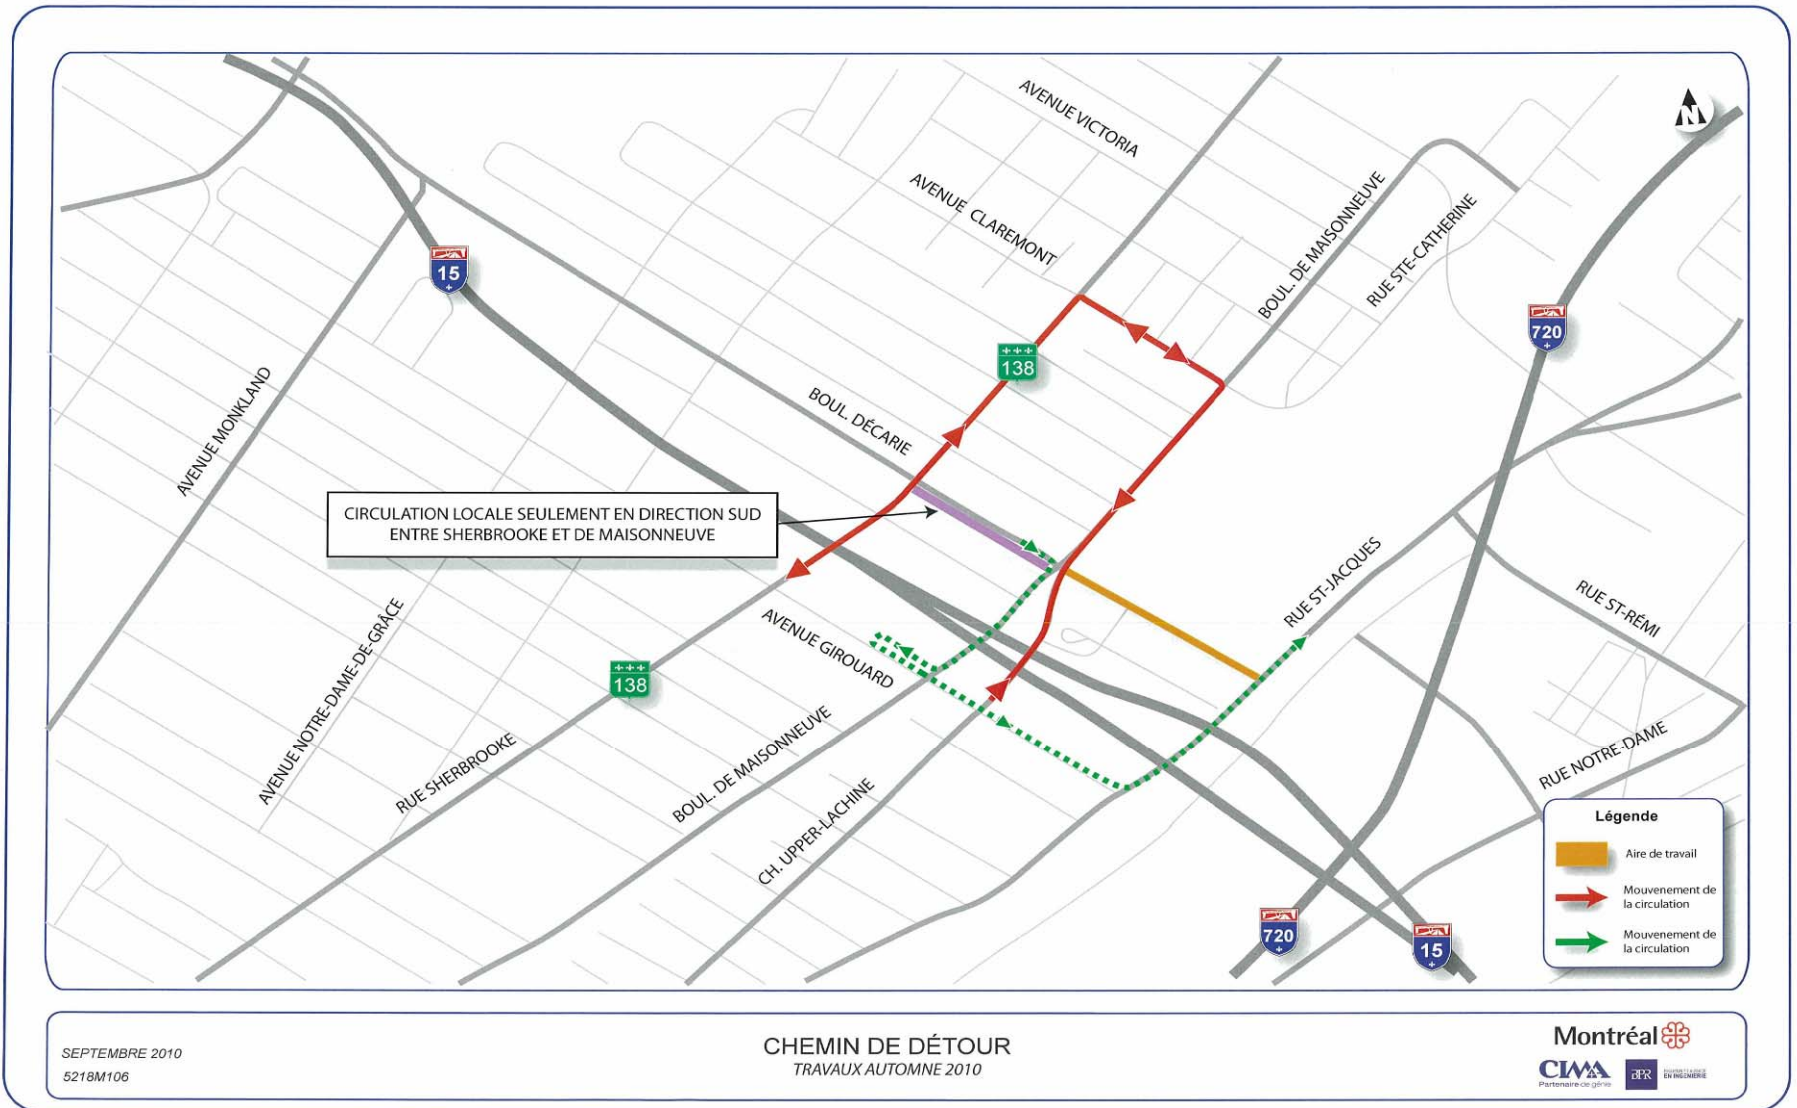 AVENUE VICTORIA
AVENUE CLAREMONT
BOUL. DE MAISONNEUVE
RUE STE-CATHERINE
N
15
720
138
AVENUE MONKLAND
BOUL. DÉCARIE
CIRCULATION LOCALE SEULEMENT EN DIRECTION SUD
ENTRE SHERBROOKE ET DE MAISONNEUVE
RUE ST-JACQUES
RUE ST-RÉMI
AVENUE NOTRE-DAME-DE-GRÂCE
AVENUE GIROUARD
138
RUE SHERBROOKE
BOUL. DE MAISONNEUVE
CH. UPPER-LACHINE
RUE NOTRE-DAME
720
15
Légende
Aire de travail
Mouvenement de
la circulation
Mouvenement de
la circulation
SEPTEMBRE 2010
5218M106
CHEMIN DE DÉTOUR
TRAVAUX AUTOMNE 2010
Montréal
CIMA
Partenaire de génie
EN INGÉNIERIE